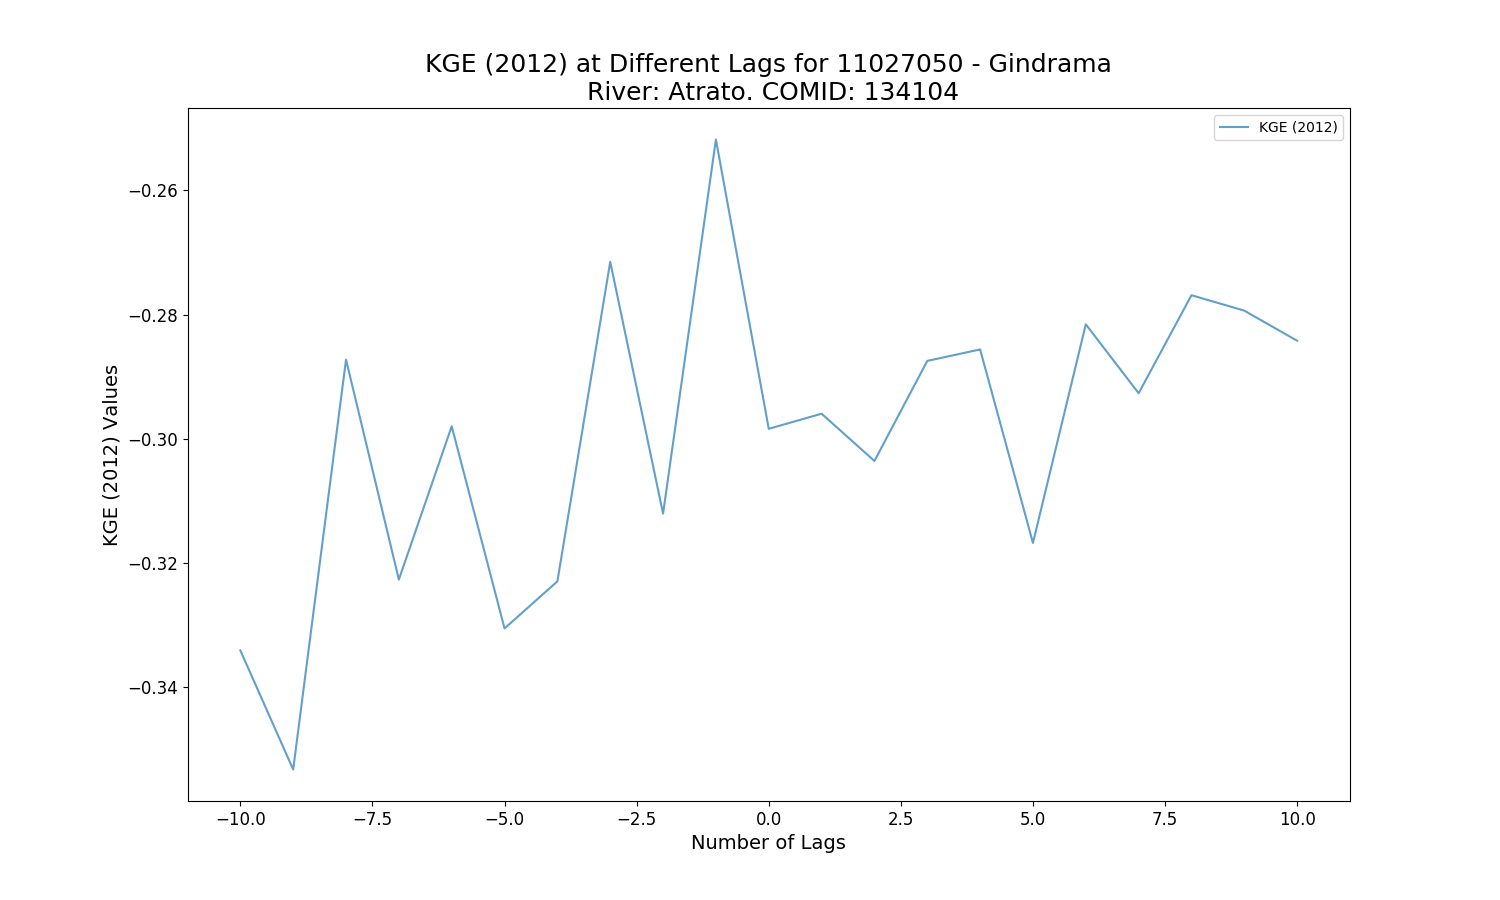 KGE (2012) at Different Lags for 11027050 - Gindrama
River: Atrato. COMID: 134104
KGE (2012)
−0.26
−0.28
−0.30
−0.32
−0.34
KGE (2012) Values
−10.0 −7.5 −5.0 −2.5 0.0 2.5 5.0 7.5 10.0
Number of Lags